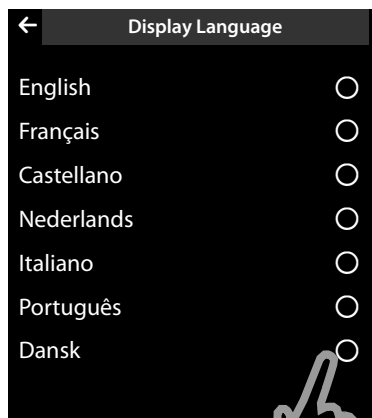 Display Language
English
Français
Castellano
Nederlands
Italiano
Português
Dansk